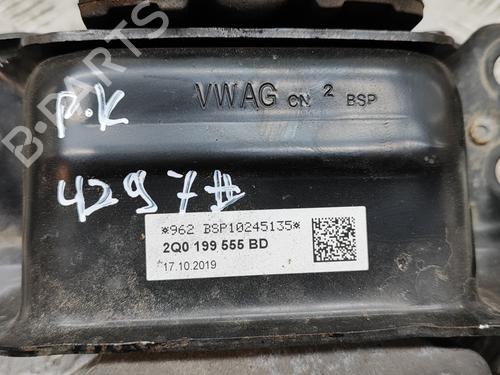 VWAG CN 2 BSP
P.K
4297#
*962 BSP10245135*
2Q0 199 555 BD
17.10.2019
B-PARTS